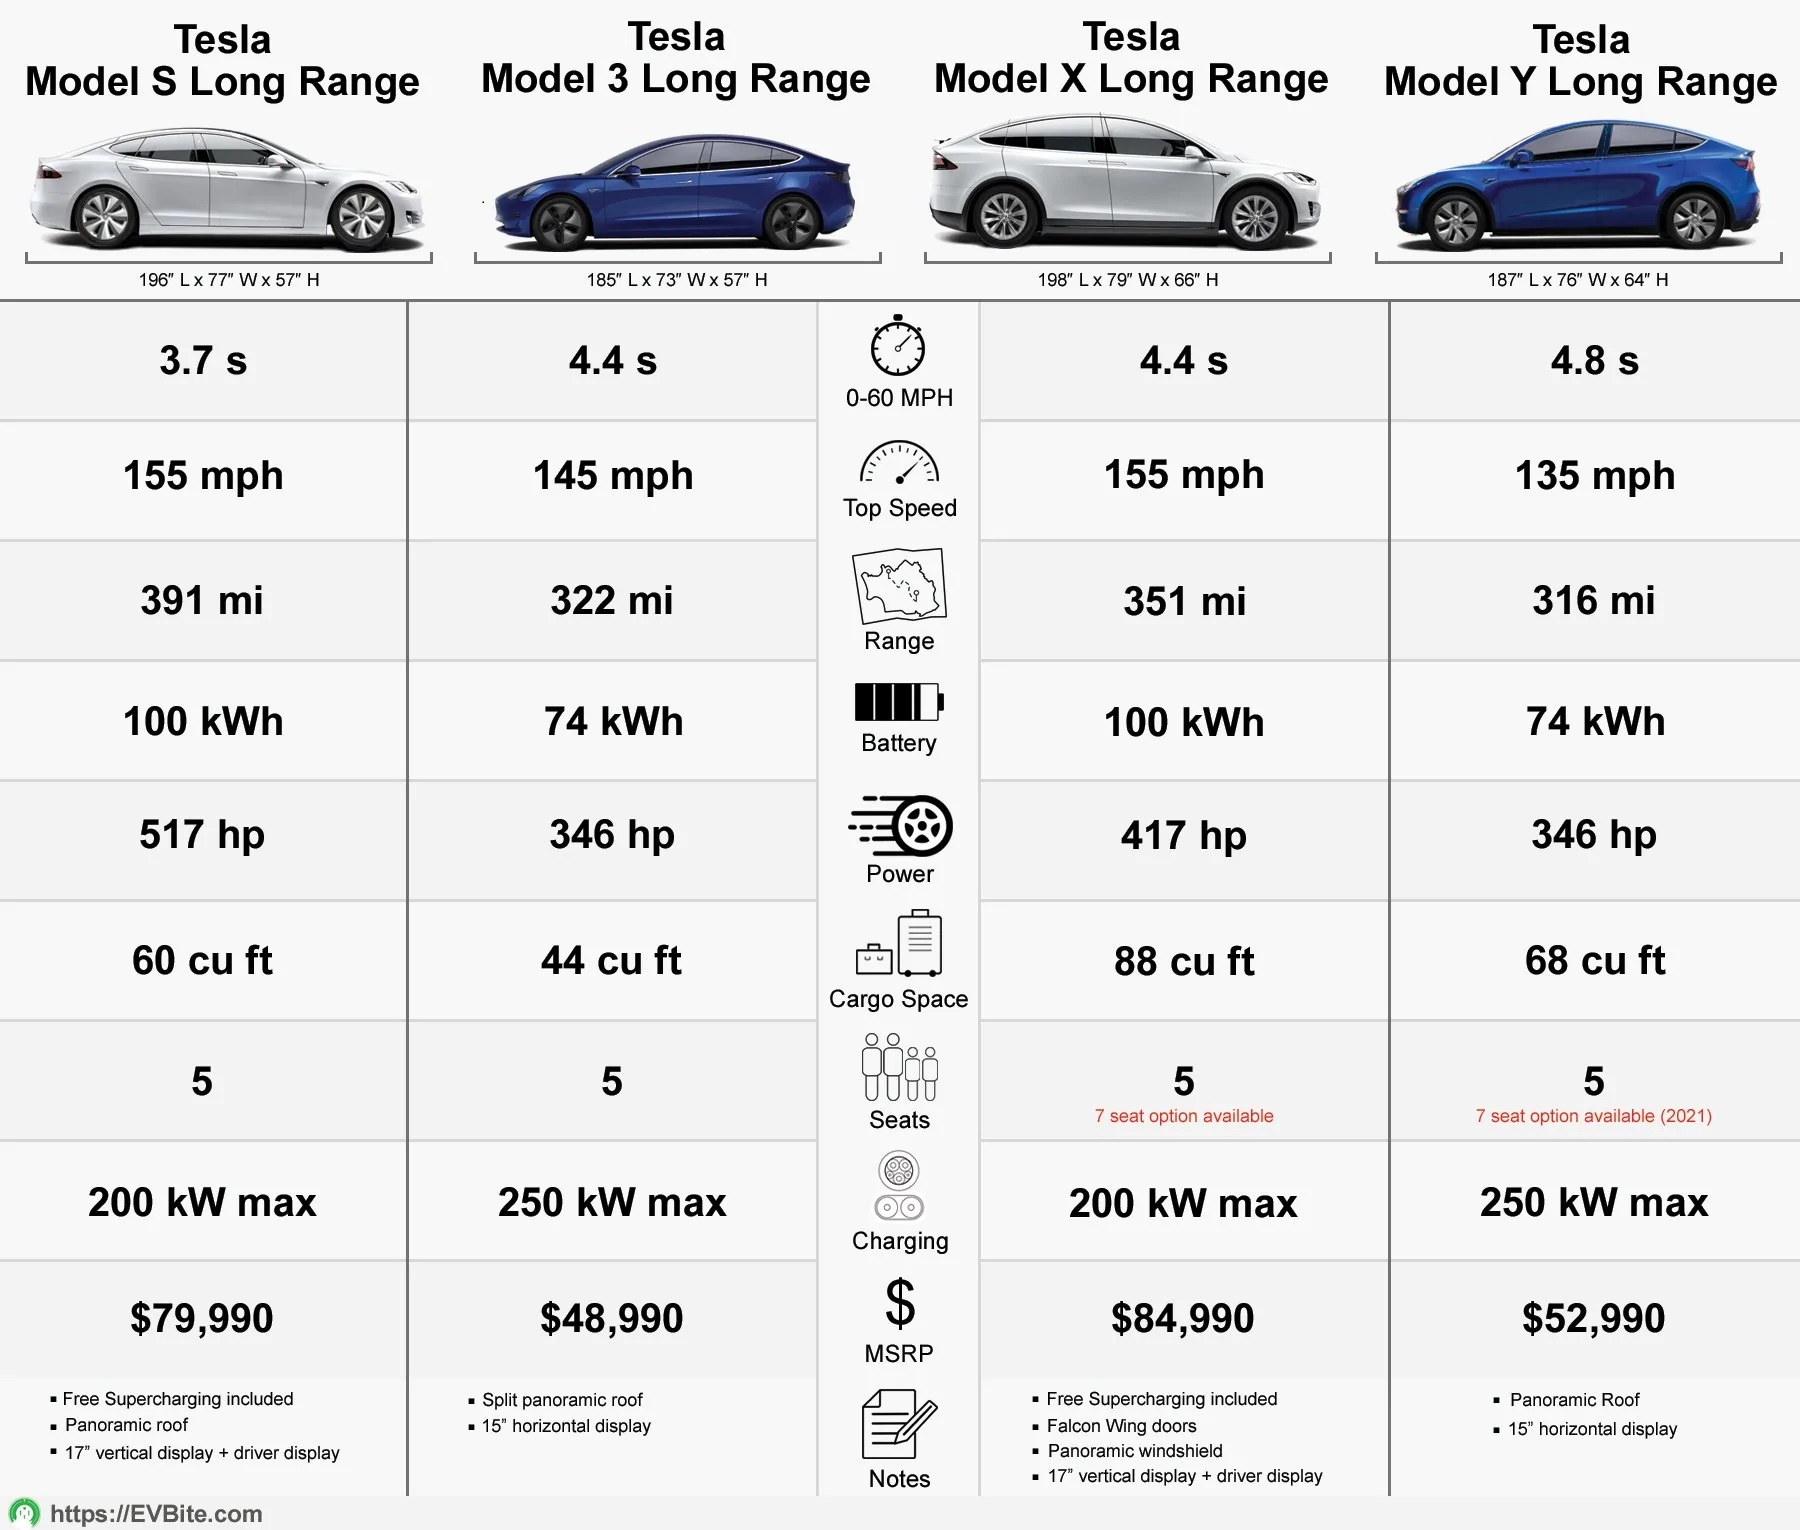 Tesla
Model S Long Range
Tesla
Model 3 Long Range
Tesla
Model X Long Range
Tesla
Model Y Long Range
196″ L x 77″ W x 57″ H
185″ L x 73″ W x 57″ H
198″ L x 79″ W x 66″ H
187″ L x 76″ W x 64″ H
3.7 s
4.4 s
0-60 MPH
4.4 s
4.8 s
155 mph
145 mph
Top Speed
155 mph
135 mph
391 mi
322 mi
Range
351 mi
316 mi
100 kWh
74 kWh
Battery
100 kWh
74 kWh
517 hp
346 hp
Power
417 hp
346 hp
60 cu ft
44 cu ft
Cargo Space
88 cu ft
68 cu ft
5
5
Seats
5
7 seat option available
5
7 seat option available (2021)
200 kW max
250 kW max
Charging
200 kW max
250 kW max
$79,990
$48,990
$
MSRP
$84,990
$52,990
▪ Free Supercharging included
▪ Panoramic roof
▪ 17” vertical display + driver display
▪ Split panoramic roof
▪ 15” horizontal display
Notes
▪ Free Supercharging included
▪ Falcon Wing doors
▪ Panoramic windshield
▪ 17” vertical display + driver display
▪ Panoramic Roof
▪ 15” horizontal display
https://EVBite.com